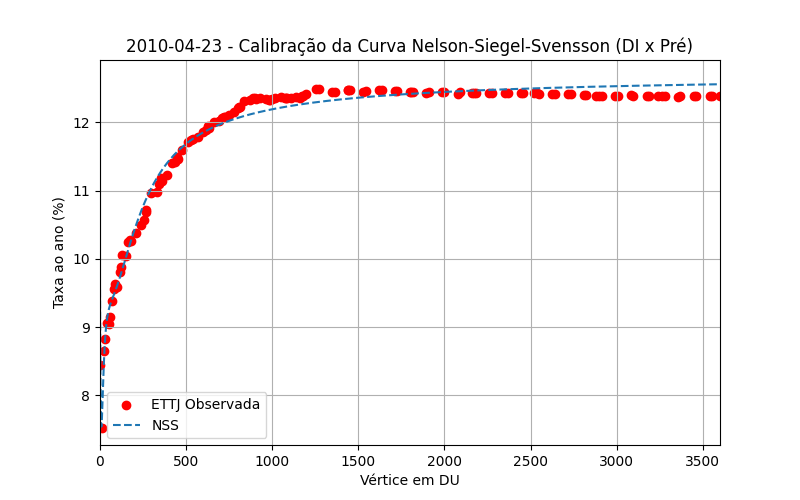 2010-04-23 - Calibração da Curva Nelson-Siegel-Svensson (DI x Pré)
Taxa ao ano (%)
12
11
10
9
8
ETTJ Observada
NSS
0 500 1000 1500 2000 2500 3000 3500
Vértice em DU